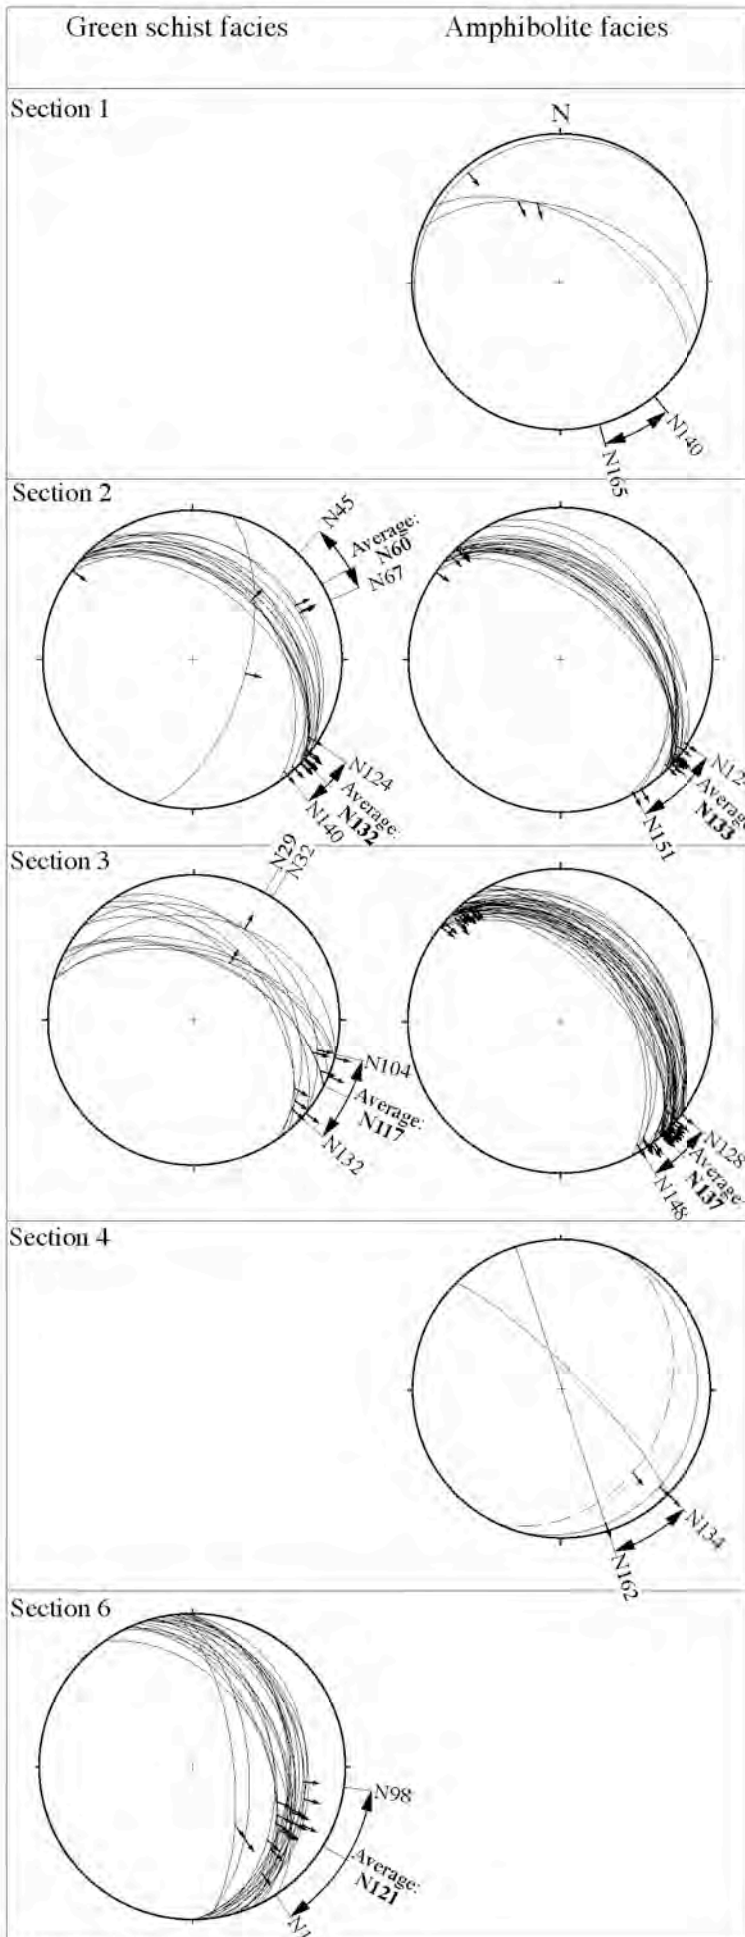 Green schist facies
Amphibolite facies
Section 1
N
N140
N165
Section 2
N45
Average:
N60
N67
N124
Average:
N132
N140
Average:
N133
N151
Section 3
N29
N32
N104
Average:
N117
N132
N128
Average:
N137
N148
Section 4
N134
N162
Section 6
N98
Average:
N121